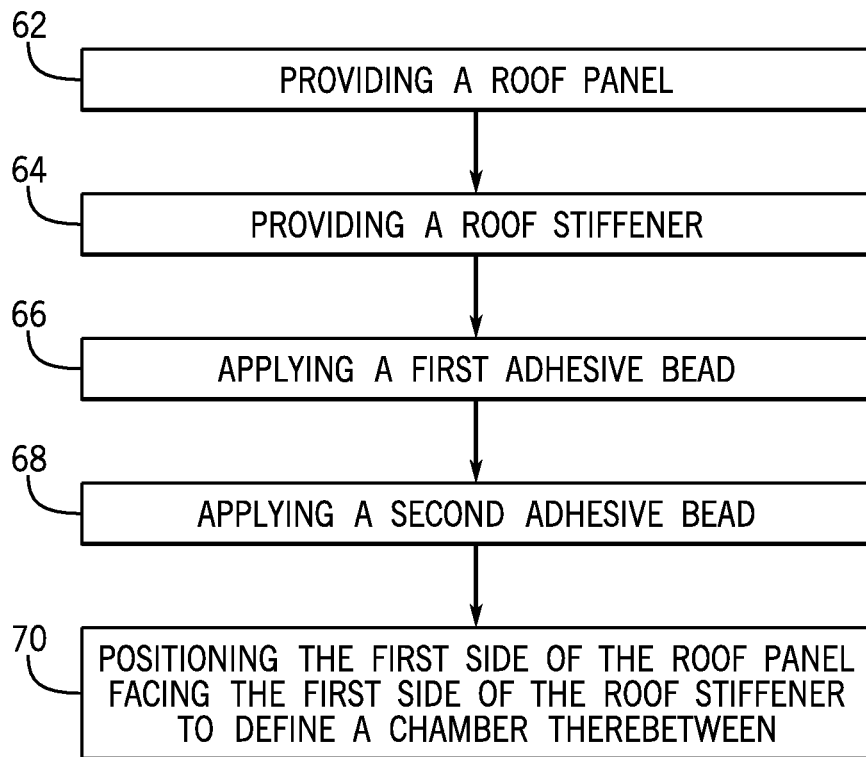 62
PROVIDING A ROOF PANEL
64
PROVIDING A ROOF STIFFENER
66
APPLYING A FIRST ADHESIVE BEAD
68
APPLYING A SECOND ADHESIVE BEAD
70
POSITIONING THE FIRST SIDE OF THE ROOF PANEL
FACING THE FIRST SIDE OF THE ROOF STIFFENER
TO DEFINE A CHAMBER THEREBETWEEN